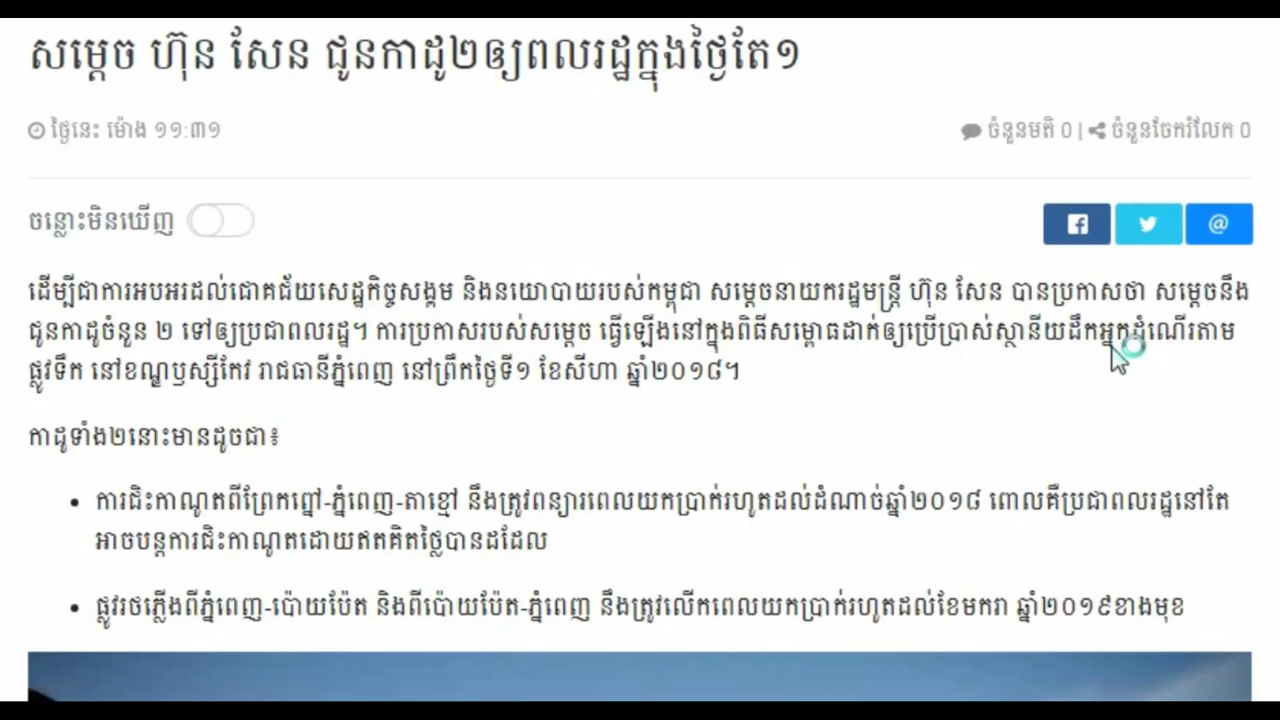 សម្តេច ហ៊ុន សែន ជូនកាដូ២ឲ្យពលរដ្ឋក្នុងថ្ងៃតែ១
ថ្ងៃនេះ ម៉ោង ១១:៣១
ចំនួនមតិ 0 | ចំនួនចែករំលែក 0
ចន្លោះមិនឃើញ
@
ដើម្បីជាការអបអរដល់ជោគជ័យសេដ្ឋកិច្ចសង្គម និងនយោបាយរបស់កម្ពុជា សម្តេចនាយករដ្ឋមន្ត្រី ហ៊ុន សែន បានប្រកាសថា សម្តេចនឹង
ជូនកាដូចំនួន ២ ទៅឲ្យប្រជាពលរដ្ឋ។ ការប្រកាសរបស់សម្តេច ធ្វើឡើងនៅក្នុងពិធីសម្ពោធដាក់ឲ្យប្រើប្រាស់ស្ថានីយដឹកអ្នកដំណើរតាម
ផ្លូវទឹក នៅខណ្ឌឫស្សីកែវ រាជធានីភ្នំពេញ នៅព្រឹកថ្ងៃទី១ ខែសីហា ឆ្នាំ២០១៨។
កាដូទាំង២នោះមានដូចជា៖
• ការជិះកាណូតពីព្រែកព្នៅ-ភ្នំពេញ-តាខ្មៅ នឹងត្រូវពន្យារពេលយកប្រាក់រហូតដល់ដំណាច់ឆ្នាំ២០១៨ ពោលគឺប្រជាពលរដ្ឋនៅតែ
អាចបន្តការជិះកាណូតដោយឥតគិតថ្លៃបានដដែល
• ផ្លូវរថភ្លើងពីភ្នំពេញ-ប៉ោយប៉ែត និងពីប៉ោយប៉ែត-ភ្នំពេញ នឹងត្រូវលើកពេលយកប្រាក់រហូតដល់ខែមករា ឆ្នាំ២០១៩ខាងមុខ